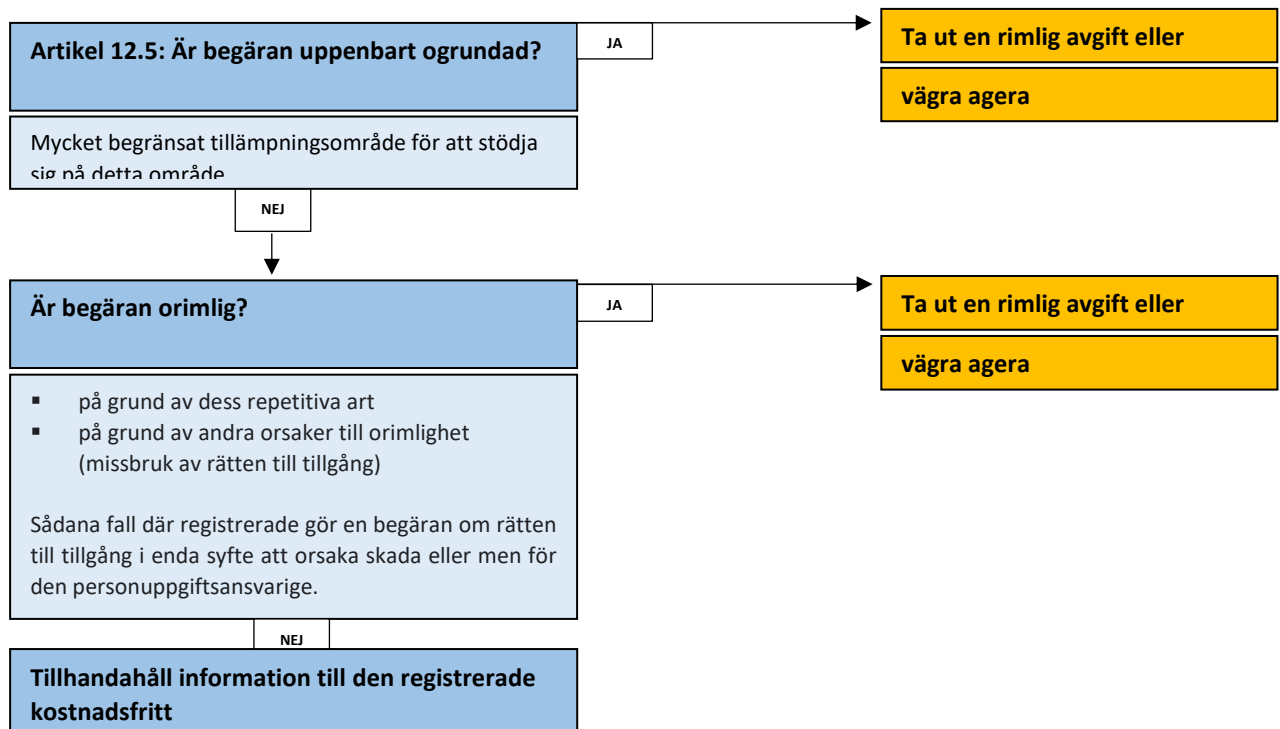 Artikel 12.5: Är begäran uppenbart ogrundad?
JA
Ta ut en rimlig avgift eller
vägra agera
Mycket begränsat tillämpningsområde för att stödja
sig på detta område
NEJ
Är begäran orimlig?
JA
Ta ut en rimlig avgift eller
vägra agera
▪ på grund av dess repetitiva art
▪ på grund av andra orsaker till orimlighet
(missbruk av rätten till tillgång)
Sådana fall där registrerade gör en begäran om rätten
till tillgång i enda syfte att orsaka skada eller men för
den personuppgiftsansvarige.
NEJ
Tillhandahåll information till den registrerade
kostnadsfritt